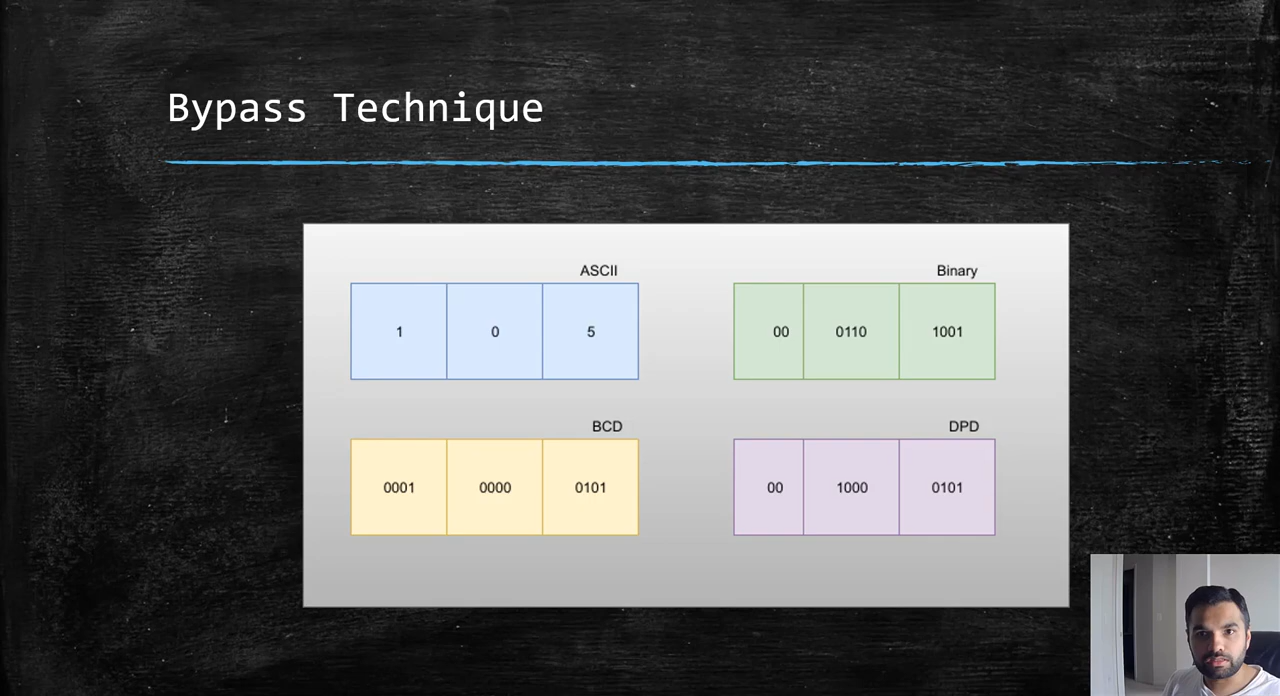 Bypass Technique
ASCII
1 0 5
Binary
00 0110 1001
BCD
0001 0000 0101
DPD
00 1000 0101